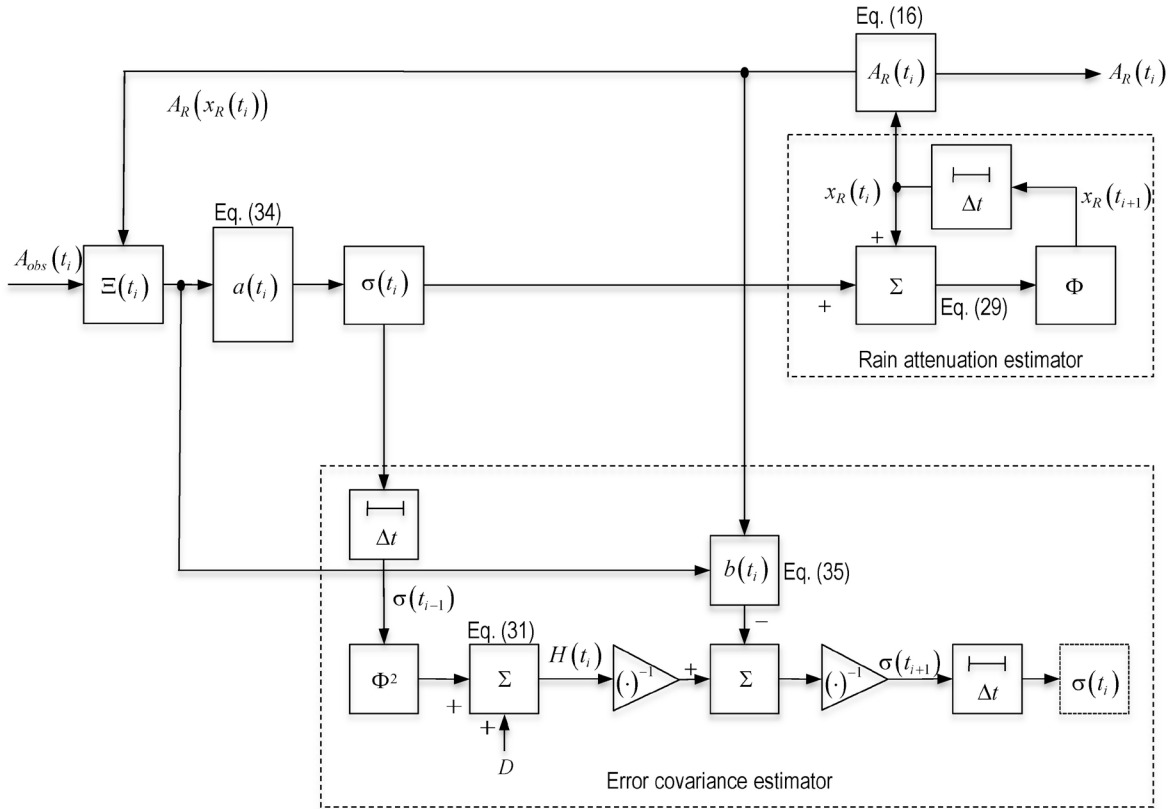 Eq. (16)
A_R(t_i)
A_R(t_i)
A_R(x_R(t_i))
x_R(t_i)
Δt
x_R(t_{i+1})
Eq. (34)
A_{obs}(t_i)
Ξ(t_i)
a(t_i)
σ(t_i)
+
+
Σ
Eq. (29)
Φ
Rain attenuation estimator
Δt
σ(t_{i-1})
b(t_i)
Eq. (35)
−
Φ²
+
Eq. (31)
Σ
+
D
H(t_i)
(·)^{-1}
+
Σ
(·)^{-1}
σ(t_{i+1})
Δt
σ(t_i)
Error covariance estimator